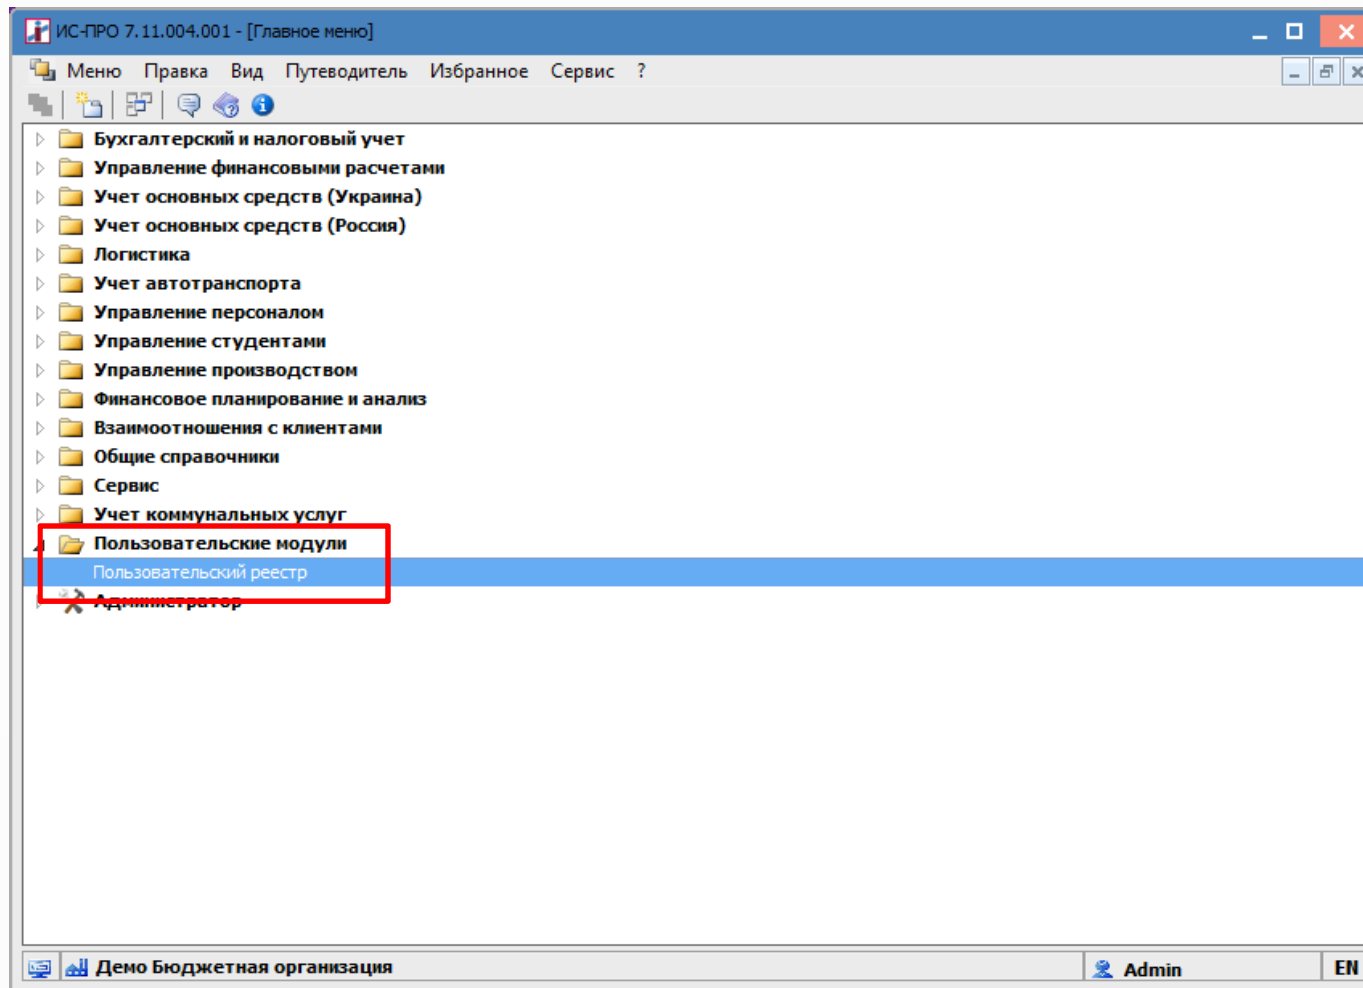 ИС-ПРО 7.11.004.001 - [Главное меню]
Меню Правка Вид Путеводитель Избранное Сервис ?
Бухгалтерский и налоговый учет
Управление финансовыми расчетами
Учет основных средств (Украина)
Учет основных средств (Россия)
Логистика
Учет автотранспорта
Управление персоналом
Управление студентами
Управление производством
Финансовое планирование и анализ
Взаимоотношения с клиентами
Общие справочники
Сервис
Учет коммунальных услуг
Пользовательские модули
Пользовательский реестр
Администратор
Демо Бюджетная организация Admin EN